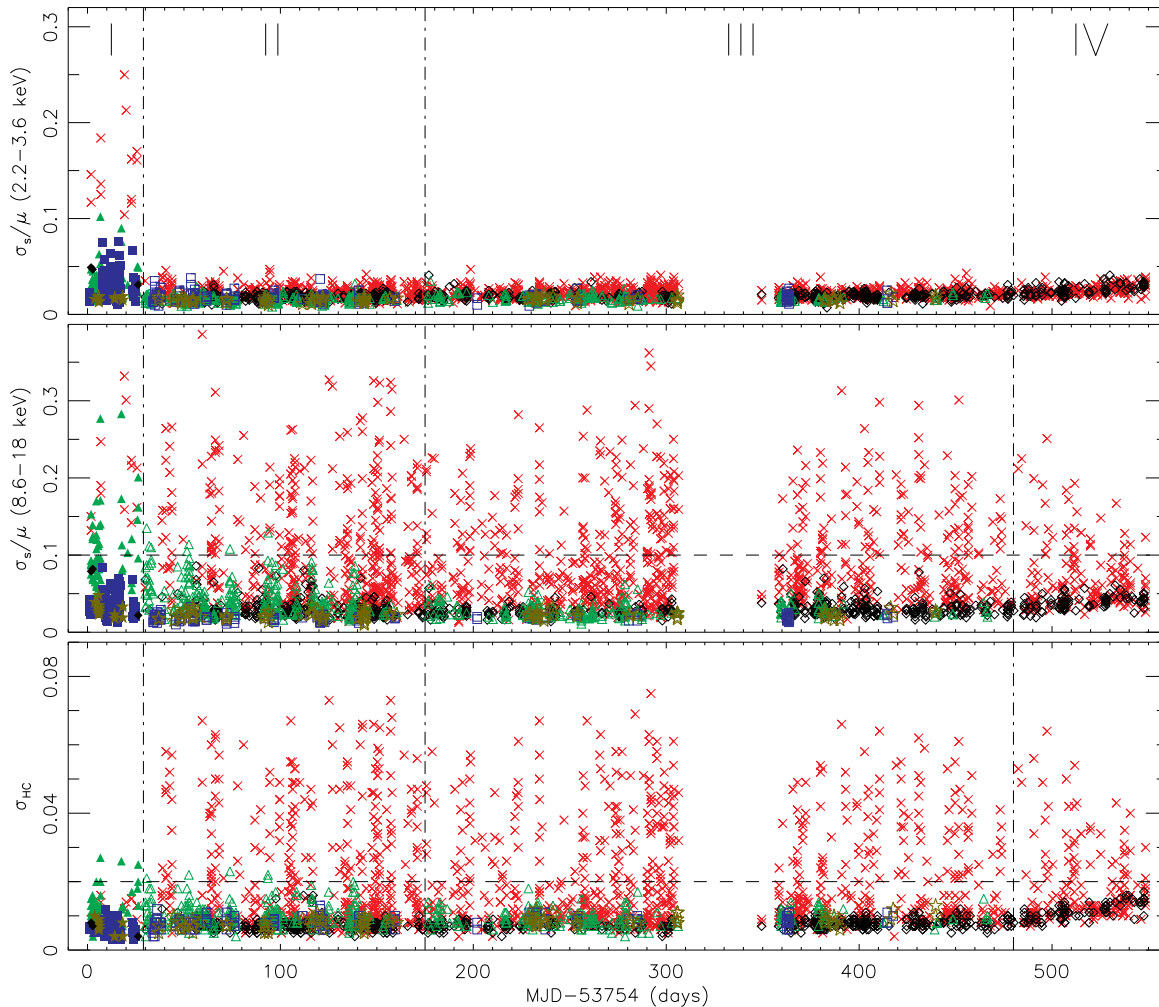 I II III IV
0.3
0.2
0.1
0
σs/μ (2.2–3.6 keV)
0.3
0.2
0.1
0
σs/μ (8.6–18 keV)
0.08
0.04
0
σHC
0 100 200 300 400 500
MJD–53754 (days)